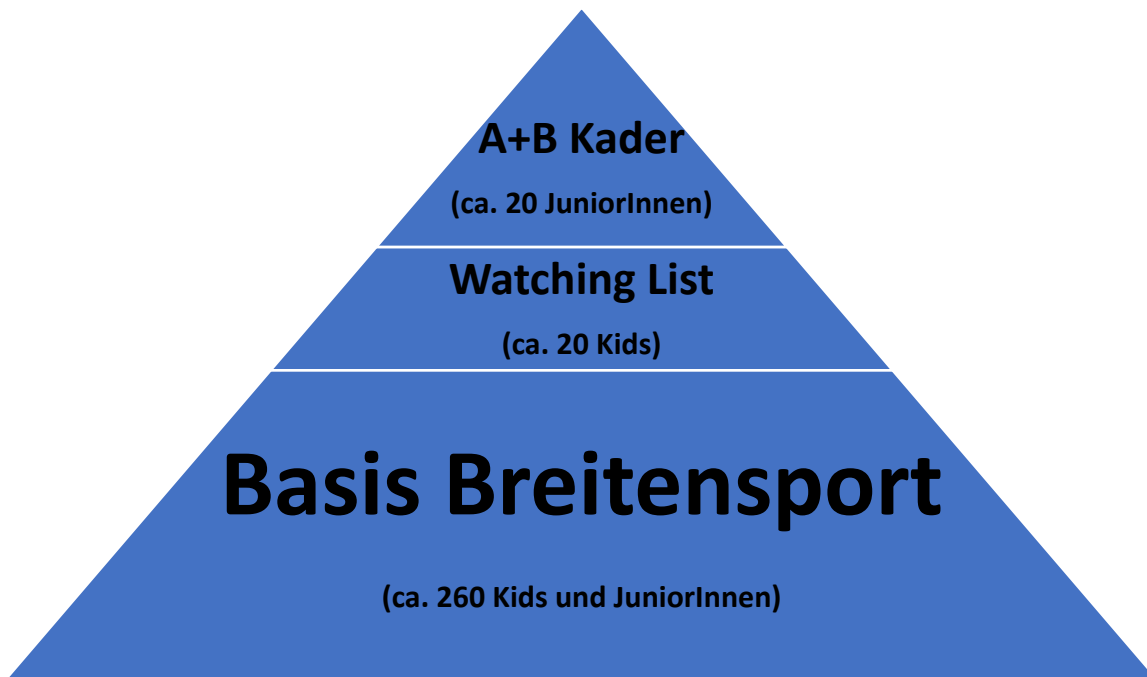 A+B Kader
(ca. 20 JuniorInnen)
Watching List
(ca. 20 Kids)
Basis Breitensport
(ca. 260 Kids und JuniorInnen)